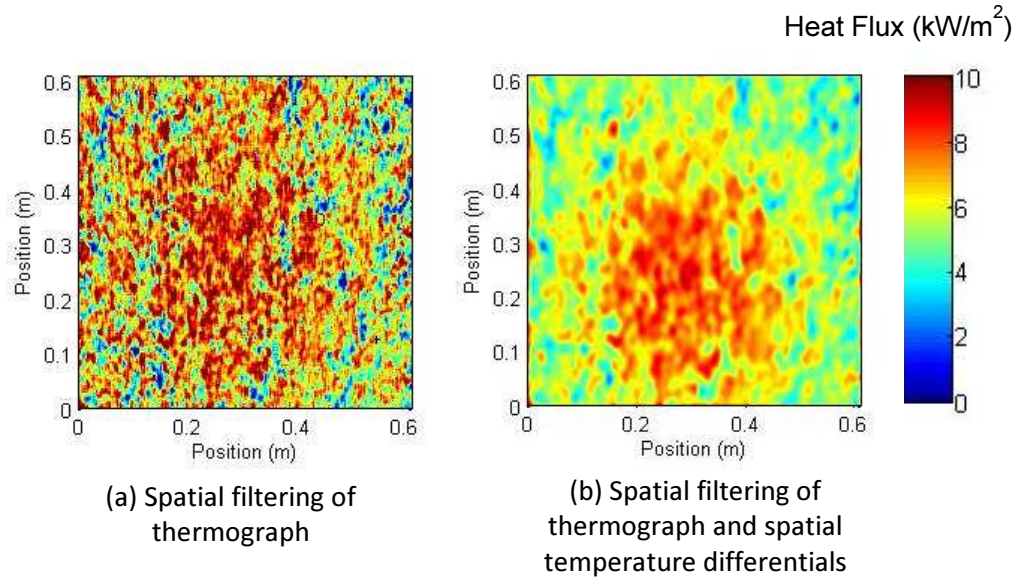 Heat Flux (kW/m²)
0.6
0.5
0.4
0.3
0.2
0.1
0
Position (m)
0
0.2
0.4
0.6
Position (m)
(a) Spatial filtering of
thermograph
0.6
0.5
0.4
0.3
0.2
0.1
0
Position (m)
0
0.2
0.4
0.6
Position (m)
(b) Spatial filtering of
thermograph and spatial
temperature differentials
10
8
6
4
2
0